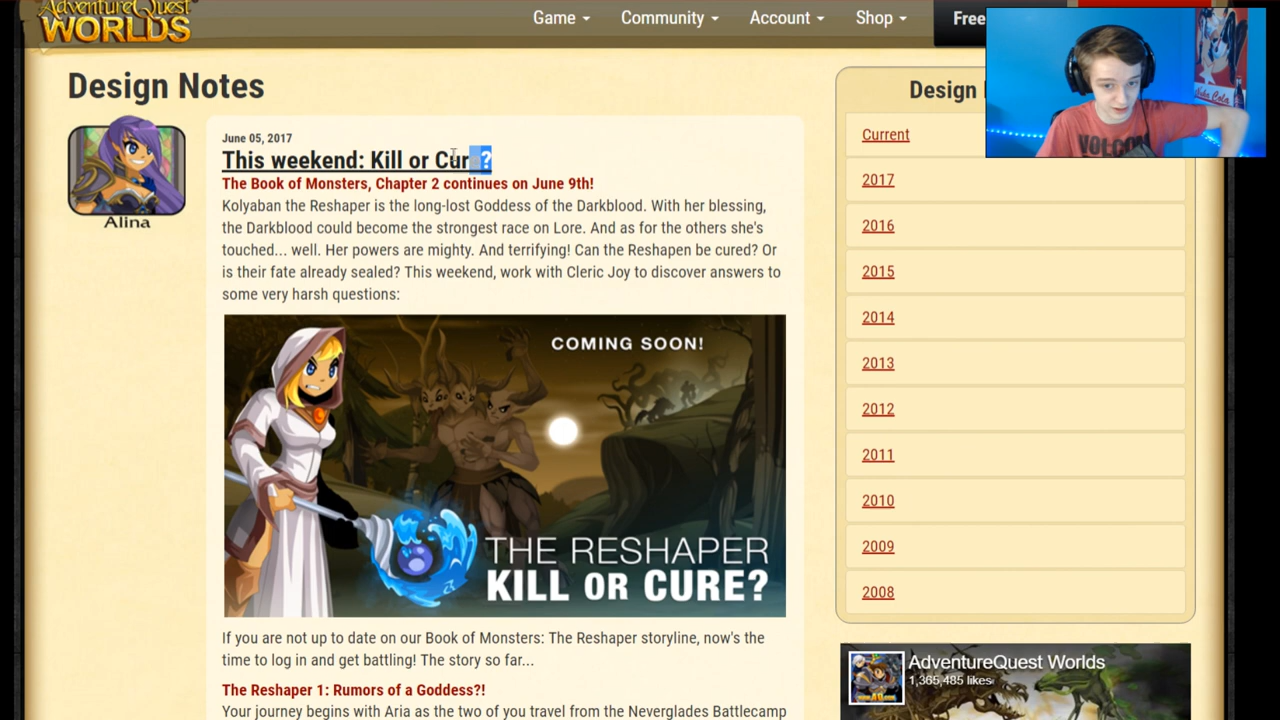 AdventureQuest
WORLDS
Game
Community
Account
Shop
Free
Design Notes
Alina
June 05, 2017
This weekend: Kill or Cure?
The Book of Monsters, Chapter 2 continues on June 9th!
Kolyaban the Reshaper is the long-lost Goddess of the Darkblood. With her blessing,
the Darkblood could become the strongest race on Lore. And as for the others she's
touched... well. Her powers are mighty. And terrifying! Can the Reshapen be cured? Or
is their fate already sealed? This weekend, work with Cleric Joy to discover answers to
some very harsh questions:
COMING SOON!
THE RESHAPER
KILL OR CURE?
If you are not up to date on our Book of Monsters: The Reshaper storyline, now's the
time to log in and get battling! The story so far...
The Reshaper 1: Rumors of a Goddess?!
Your journey begins with Aria as the two of you travel from the Neverglades Battlecamp
Design
Current
2017
2016
2015
2014
2013
2012
2011
2010
2009
2008
AdventureQuest Worlds
1,365,485 likes
Nuka Cola
VOLCOM